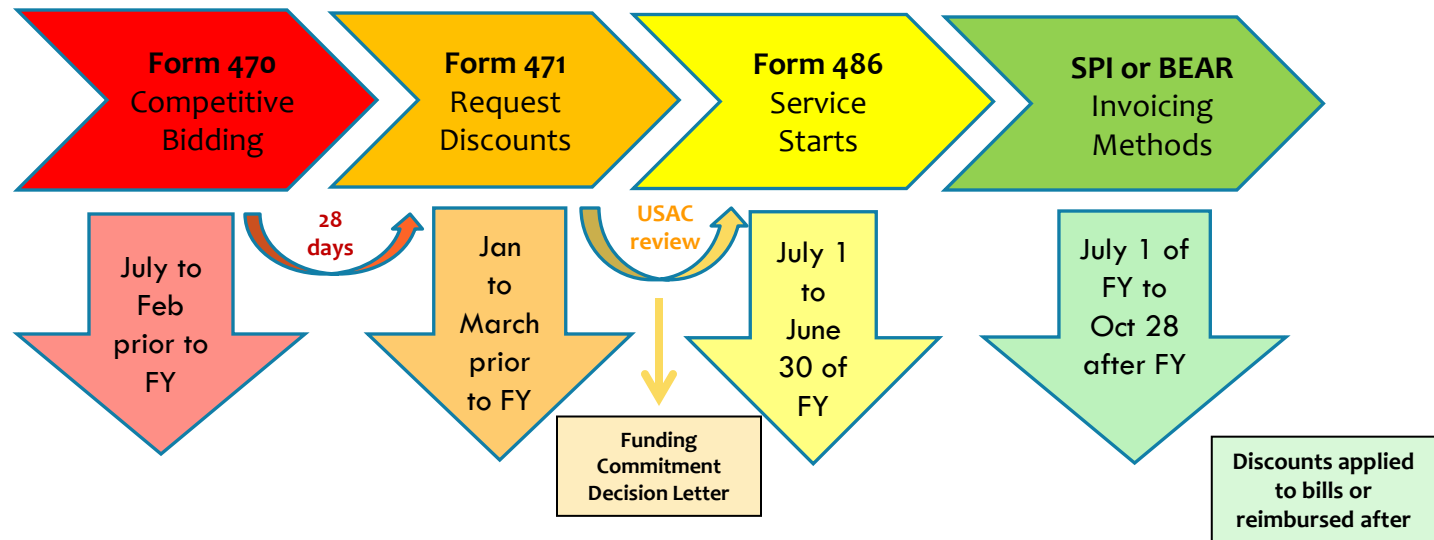 Form 470
Competitive
Bidding
Form 471
Request
Discounts
Form 486
Service
Starts
SPI or BEAR
Invoicing
Methods
28
days
USAC
review
July to
Feb
prior to
FY
Jan
to
March
prior
to FY
July 1
to
June
30 of
FY
July 1 of
FY to
Oct 28
after FY
Funding
Commitment
Decision Letter
Discounts applied
to bills or
reimbursed after